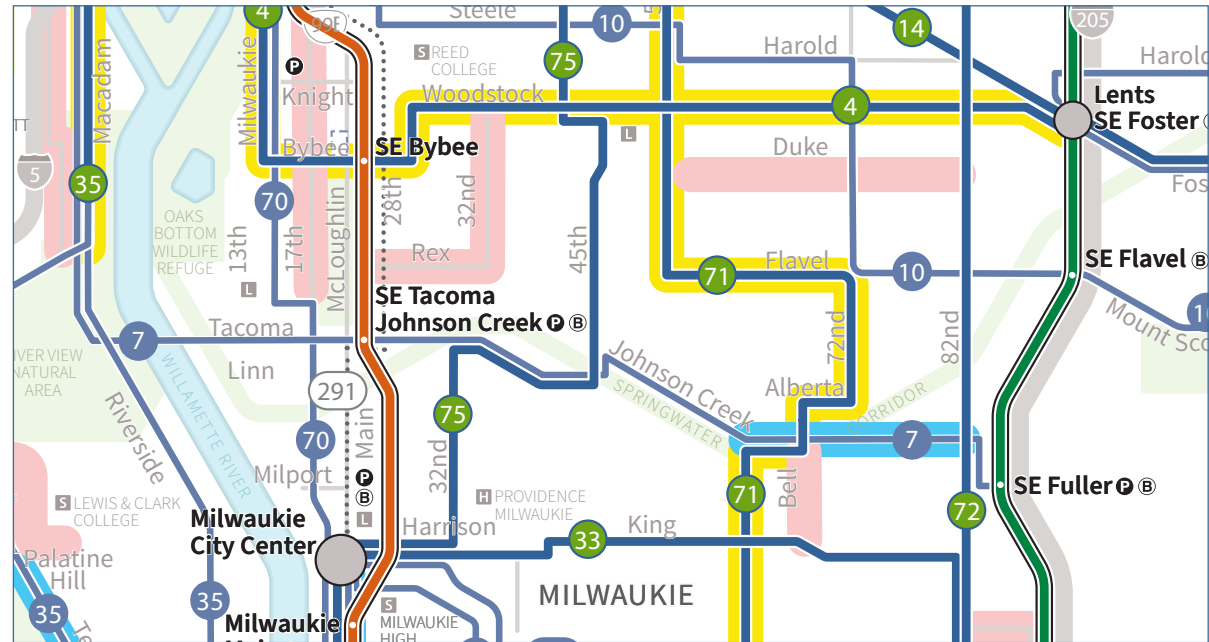 4
99E
Steele
10
14
205
Macadam
Milwaukie
P
S REED
COLLEGE
75
Harold
Harold
Knight
Woodstock
4
Lents
SE Foster
Bybee
SE Bybee
L
Duke
5
35
70
28th
32nd
Fos
OAKS
BOTTOM
WILDLIFE
REFUGE
13th
17th
McLoughlin
Rex
45th
71
Flavel
10
SE Flavel B
L
SE Tacoma
Johnson Creek P B
Tacoma
7
72nd
82nd
Mount Sco
VER VIEW
NATURAL
AREA
Linn
WILLAMETTE RIVER
Johnson Creek
SPRINGWATER
CORRIDOR
Alberta
291
75
Riverside
70
Main
32nd
7
Milport
P
B
L
S LEWIS & CLARK
COLLEGE
H PROVIDENCE
MILWAUKIE
71
Bell
SE Fuller P B
72
Milwaukie
City Center
Harrison
33
King
Palatine
Hill
35
35
MILWAUKIE
S
MILWAUKIE
HIGH
Milwaukie
Te